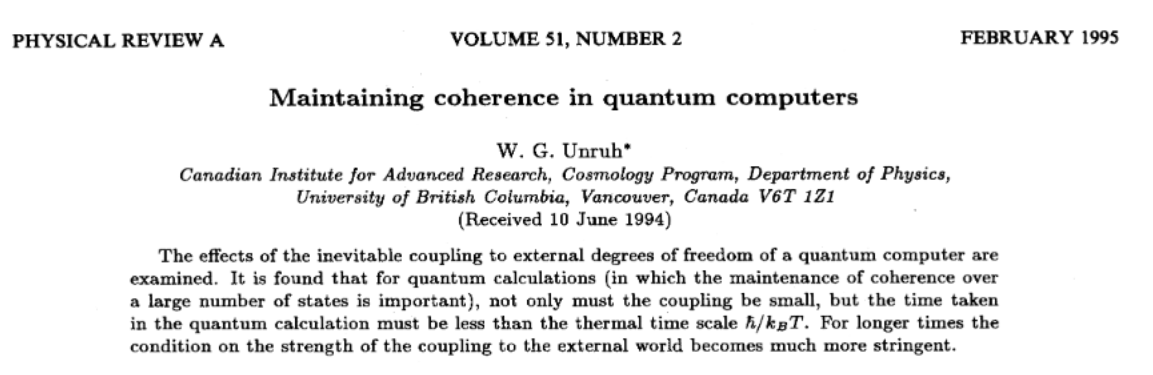 PHYSICAL REVIEW A VOLUME 51, NUMBER 2 FEBRUARY 1995
Maintaining coherence in quantum computers
W. G. Unruh*
Canadian Institute for Advanced Research, Cosmology Program, Department of Physics,
University of British Columbia, Vancouver, Canada V6T 1Z1
(Received 10 June 1994)
The effects of the inevitable coupling to external degrees of freedom of a quantum computer are
examined. It is found that for quantum calculations (in which the maintenance of coherence over
a large number of states is important), not only must the coupling be small, but the time taken
in the quantum calculation must be less than the thermal time scale ħ/k_BT. For longer times the
condition on the strength of the coupling to the external world becomes much more stringent.